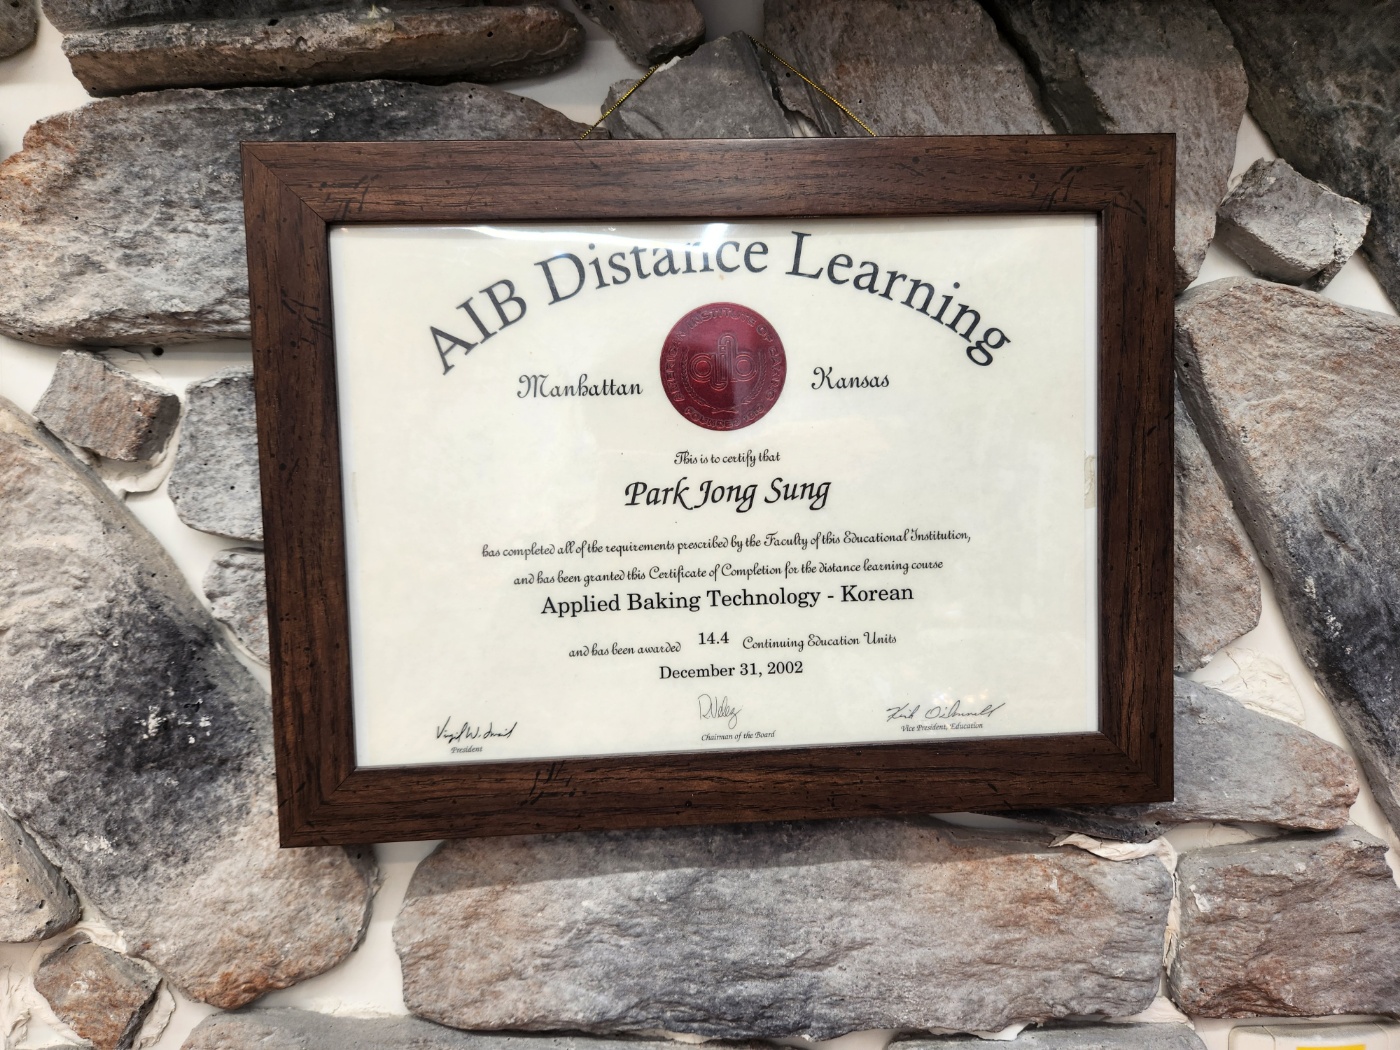 AIB Distance Learning
Manhattan Kansas
aib
This is to certify that
Park Jong Sung
has completed all of the requirements prescribed by the Faculty of this Educational Institution,
and has been granted this Certificate of Completion for the distance learning course
Applied Baking Technology - Korean
and has been awarded 14.4 Continuing Education Units
December 31, 2002
President
Chairman of the Board
Vice President, Education